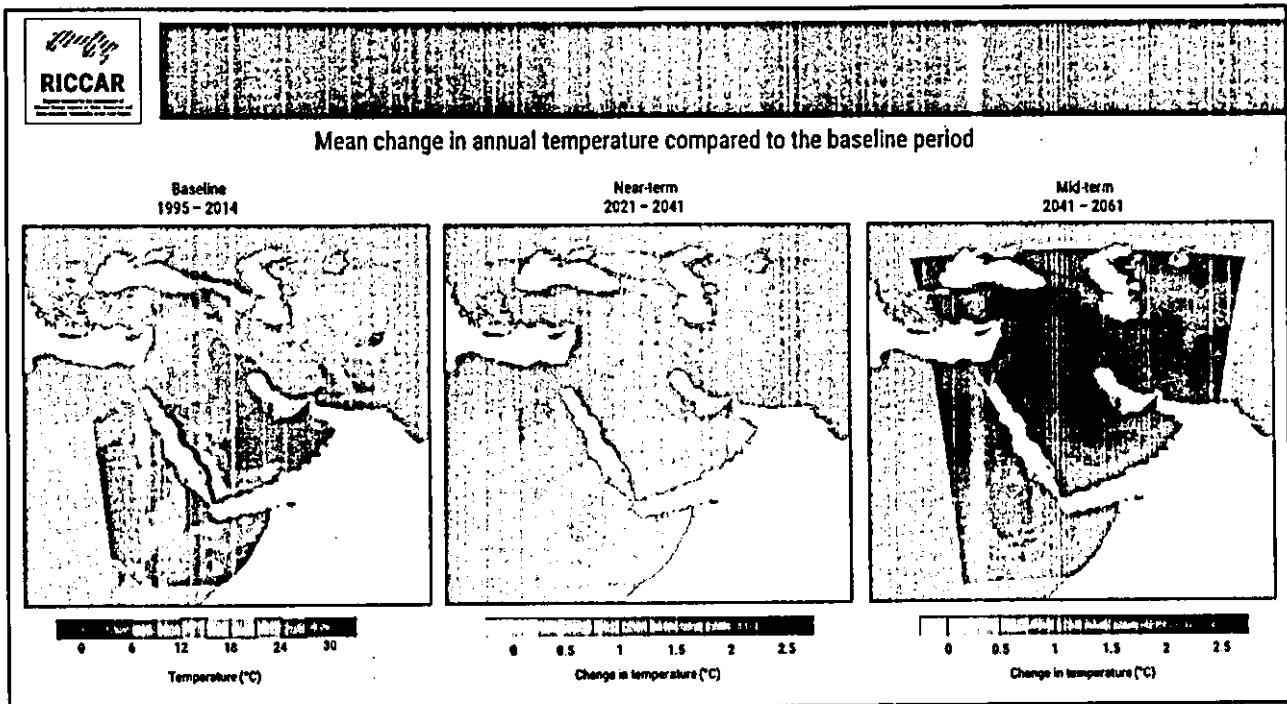 RICCAR
Mean change in annual temperature compared to the baseline period
Baseline
1995 – 2014
Near-term
2021 – 2041
Mid-term
2041 – 2061
0 6 12 18 24 30
Temperature (°C)
0 0.5 1 1.5 2 2.5
Change in temperature (°C)
0 0.5 1 1.5 2 2.5
Change in temperature (°C)